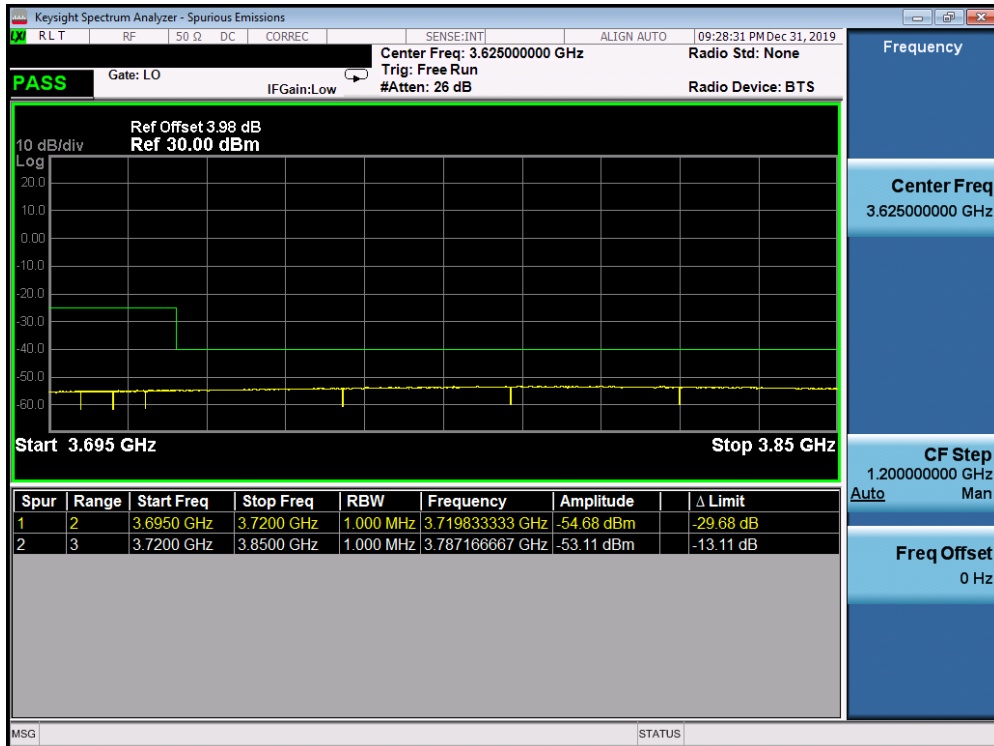 Keysight Spectrum Analyzer - Spurious Emissions
LXI RLT RF 50 Ω DC CORREC SENSE:INT ALIGN AUTO 09:28:31 PM Dec 31, 2019
Center Freq: 3.625000000 GHz Radio Std: None
PASS Gate: LO Trig: Free Run
IFGain:Low #Atten: 26 dB Radio Device: BTS
Ref Offset 3.98 dB
10 dB/div Ref 30.00 dBm
Log
20.0
10.0
0.00
-10.0
-20.0
-30.0
-40.0
-50.0
-60.0
Start 3.695 GHz Stop 3.85 GHz
Spur Range Start Freq Stop Freq RBW Frequency Amplitude Δ Limit
1 2 3.6950 GHz 3.7200 GHz 1.000 MHz 3.719833333 GHz -54.68 dBm -29.68 dB
2 3 3.7200 GHz 3.8500 GHz 1.000 MHz 3.787166667 GHz -53.11 dBm -13.11 dB
MSG STATUS
Frequency
Center Freq
3.625000000 GHz
CF Step
1.200000000 GHz
Auto Man
Freq Offset
0 Hz